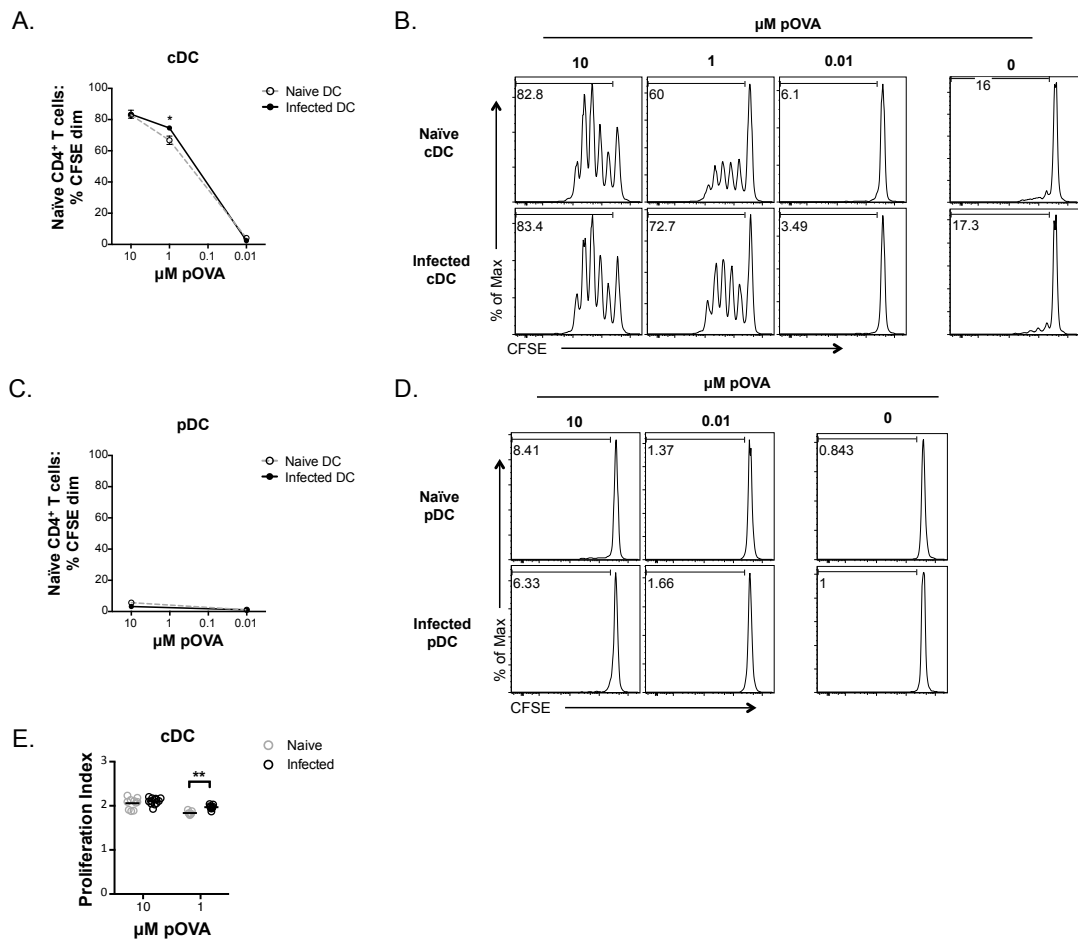 A.
cDC
Naive DC
Infected DC
Naïve CD4+ T cells:
% CFSE dim
100
80
60
40
20
0
*
10
1
0.1
0.01
µM pOVA
B.
µM pOVA
10
1
0.01
0
Naïve
cDC
82.8
60
6.1
16
Infected
cDC
83.4
72.7
3.49
17.3
% of Max
CFSE
C.
pDC
Naive DC
Infected DC
Naïve CD4+ T cells:
% CFSE dim
100
80
60
40
20
0
10
1
0.1
0.01
µM pOVA
D.
µM pOVA
10
0.01
0
Naïve
pDC
8.41
1.37
0.843
Infected
pDC
6.33
1.66
1
% of Max
CFSE
E.
cDC
Naive
Infected
Proliferation Index
3
2
1
0
**
10
1
µM pOVA